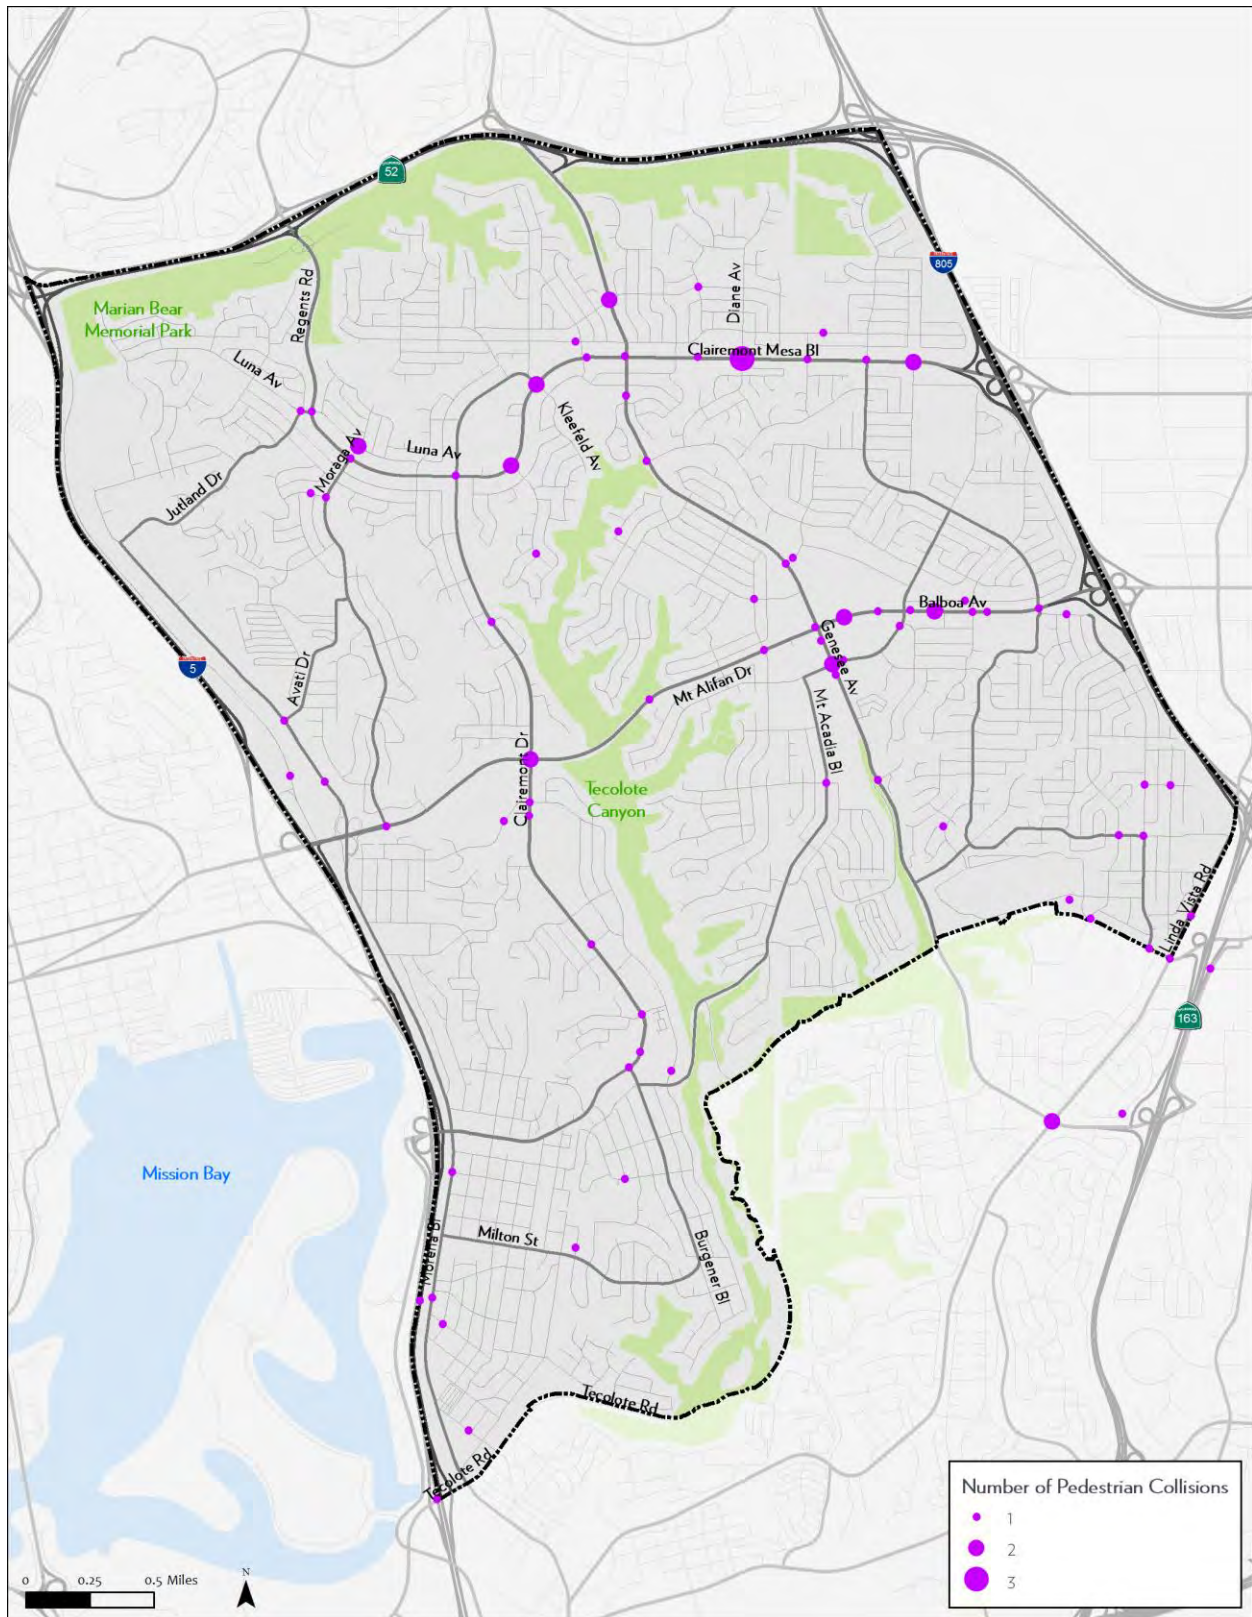 52
805
Marian Bear
Memorial Park
Regents Rd
Diane Av
Clairemont Mesa Bl
Luna Av
Kleefeld Av
Luna Av
Moraga Av
Jutland Dr
Balboa Av
Genesee Av
5
Avati Dr
Mt Alifan Dr
Mt Acadia Bl
Clairemont Dr
Tecolote
Canyon
Linda Vista Rd
163
Mission Bay
Milton St
Morena Bl
Burgener Bl
Tecolote Rd
Tecolote Rd
Number of Pedestrian Collisions
1
2
3
0 0.25 0.5 Miles
N